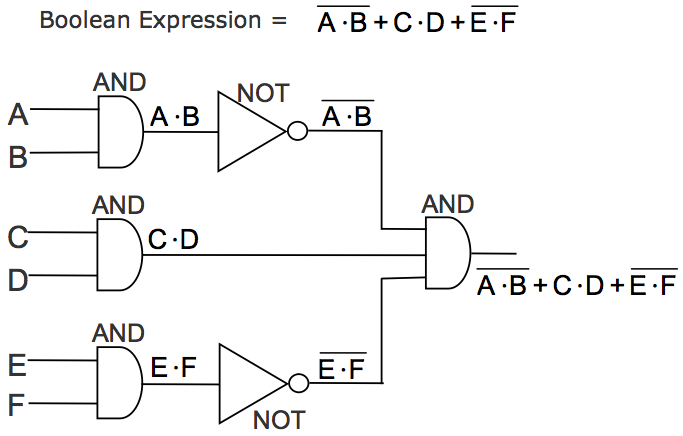 Boolean Expression = A̅·̅B̅ + C·D + E̅·̅F̅
AND
NOT
A
A·B
A̅·̅B̅
B
AND
AND
C
C·D
D
A̅·̅B̅ + C·D + E̅·̅F̅
AND
E
E·F
E̅·̅F̅
F
NOT